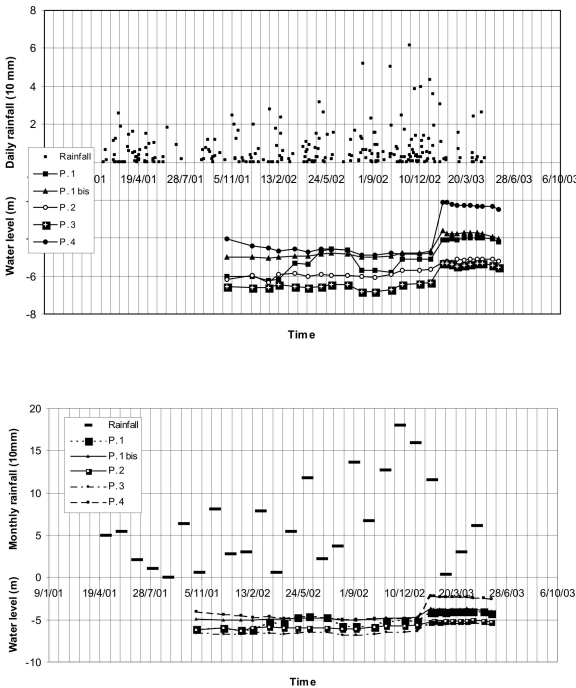 8
6
4
2
Daily rainfall (10 mm)
Rainfall
P. 1
P. 1 bis
P. 2
P. 3
P. 4
01 19/4/01 28/7/01 5/11/01 13/2/02 24/5/02 1/9/02 10/12/02 20/3/03 28/6/03 6/10/03
Water level (m)
-6
-8
Time
20
15
10
5
0
Monthly rainfall (10mm)
Rainfall
P. 1
P. 1 bis
P. 2
P. 3
P. 4
9/1/01 19/4/01 28/7/01 5/11/01 13/2/02 24/5/02 1/9/02 10/12/02 20/3/03 28/6/03 6/10/03
Water level (m)
-5
-10
Time